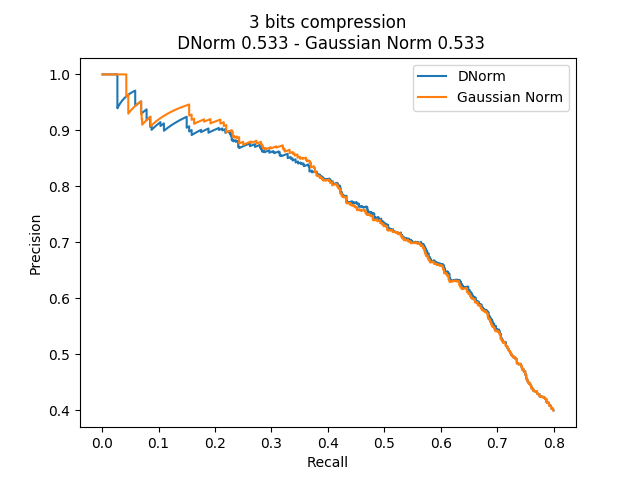 3 bits compression
DNorm 0.533 - Gaussian Norm 0.533
DNorm
Gaussian Norm
1.0
0.9
0.8
0.7
0.6
0.5
0.4
Precision
0.0 0.1 0.2 0.3 0.4 0.5 0.6 0.7 0.8
Recall